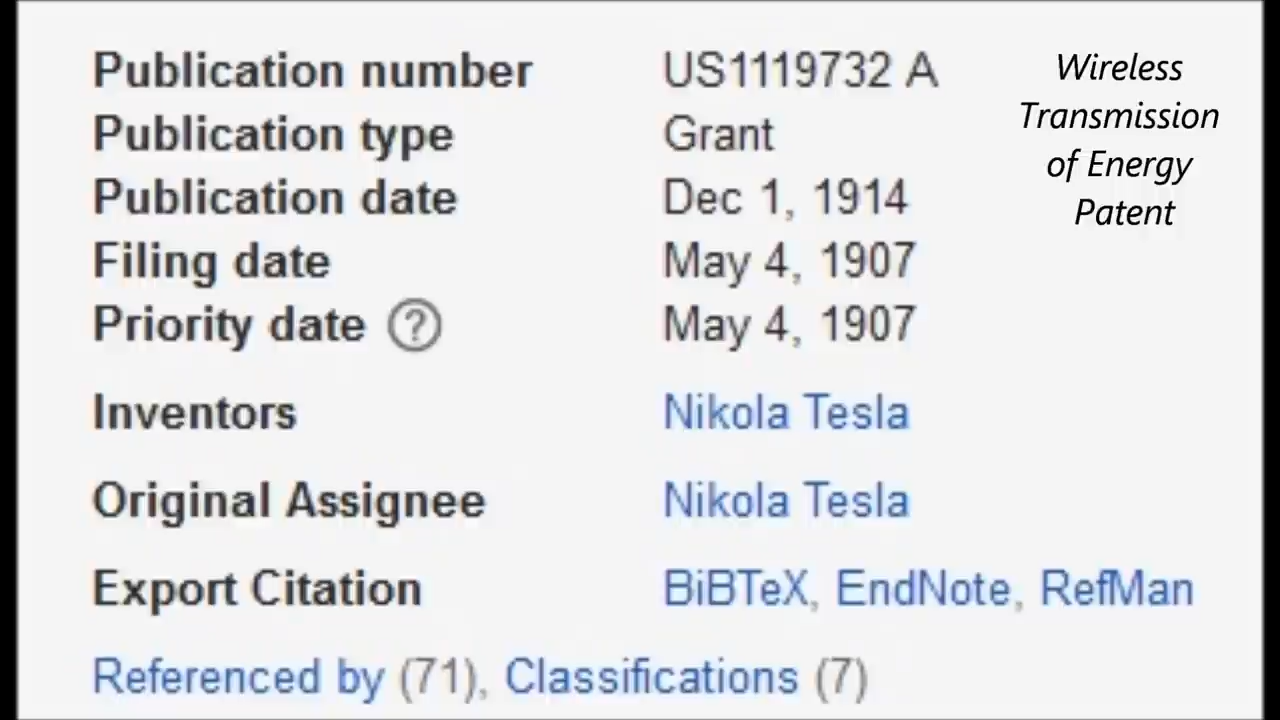 Publication number US1119732 A
Publication type Grant
Publication date Dec 1, 1914
Filing date May 4, 1907
Priority date ? May 4, 1907
Inventors Nikola Tesla
Original Assignee Nikola Tesla
Export Citation BiBTeX, EndNote, RefMan
Referenced by (71), Classifications (7)
Wireless
Transmission
of Energy
Patent